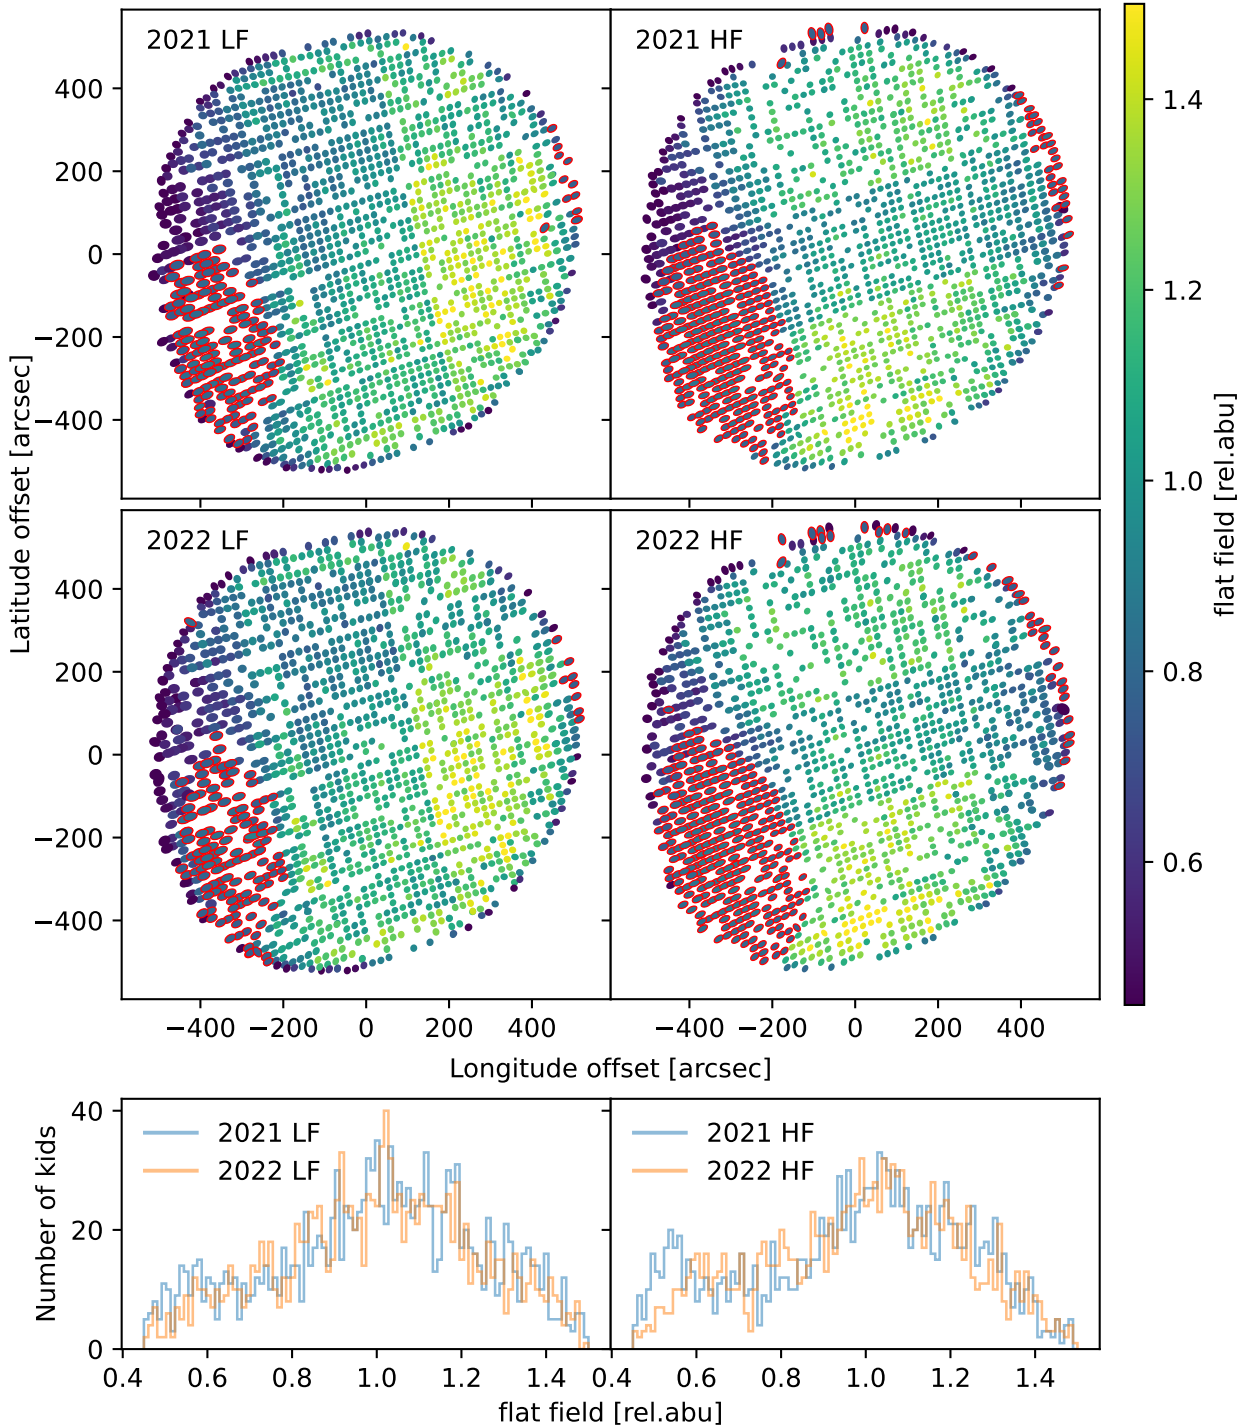 2021 LF
2021 HF
400
200
0
−200
−400
2022 LF
2022 HF
400
200
0
−200
−400
Latitude offset [arcsec]
−400 −200 0 200 400
−400 −200 0 200 400
Longitude offset [arcsec]
1.4
1.2
1.0
0.8
0.6
flat field [rel.abu]
40
20
0
Number of kids
2021 LF
2022 LF
2021 HF
2022 HF
0.4 0.6 0.8 1.0 1.2 1.4
0.4 0.6 0.8 1.0 1.2 1.4
flat field [rel.abu]